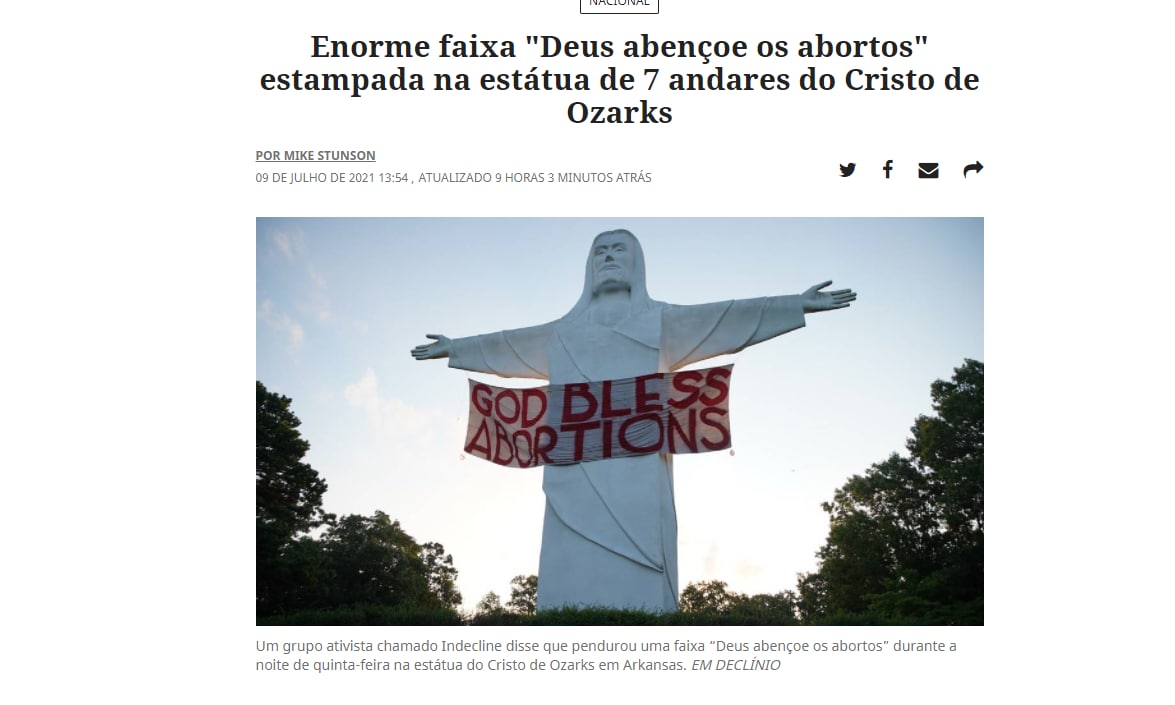 NACIONAL
Enorme faixa "Deus abençoe os abortos"
estampada na estátua de 7 andares do Cristo de
Ozarks
POR MIKE STUNSON
09 DE JULHO DE 2021 13:54 , ATUALIZADO 9 HORAS 3 MINUTOS ATRÁS
GOD BLESS
ABORTIONS
Um grupo ativista chamado Indecline disse que pendurou uma faixa “Deus abençoe os abortos” durante a
noite de quinta-feira na estátua do Cristo de Ozarks em Arkansas. EM DECLÍNIO